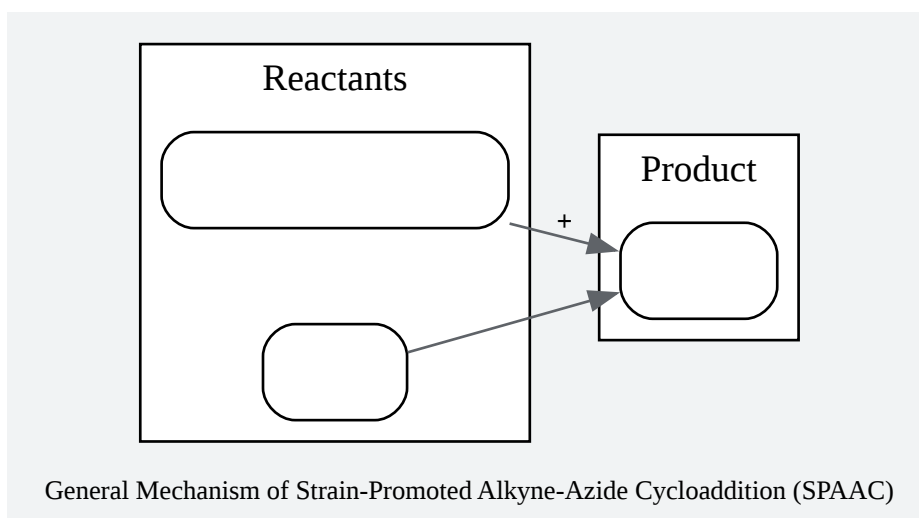 Reactants
Product
+
General Mechanism of Strain-Promoted Alkyne-Azide Cycloaddition (SPAAC)